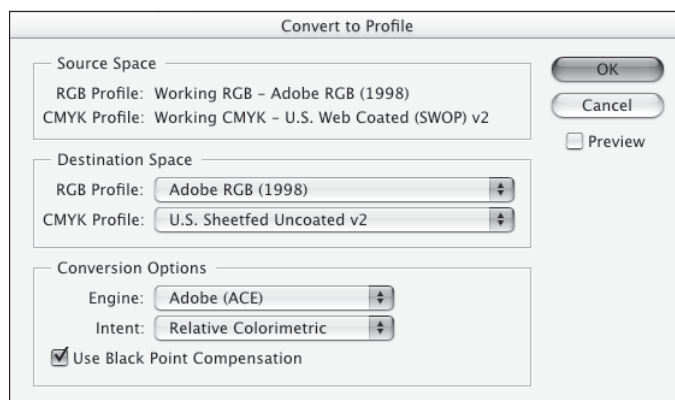 Convert to Profile
Source Space
RGB Profile: Working RGB – Adobe RGB (1998)
CMYK Profile: Working CMYK – U.S. Web Coated (SWOP) v2
OK
Cancel
Preview
Destination Space
RGB Profile: Adobe RGB (1998)
CMYK Profile: U.S. Sheetfed Uncoated v2
Conversion Options
Engine: Adobe (ACE)
Intent: Relative Colorimetric
Use Black Point Compensation